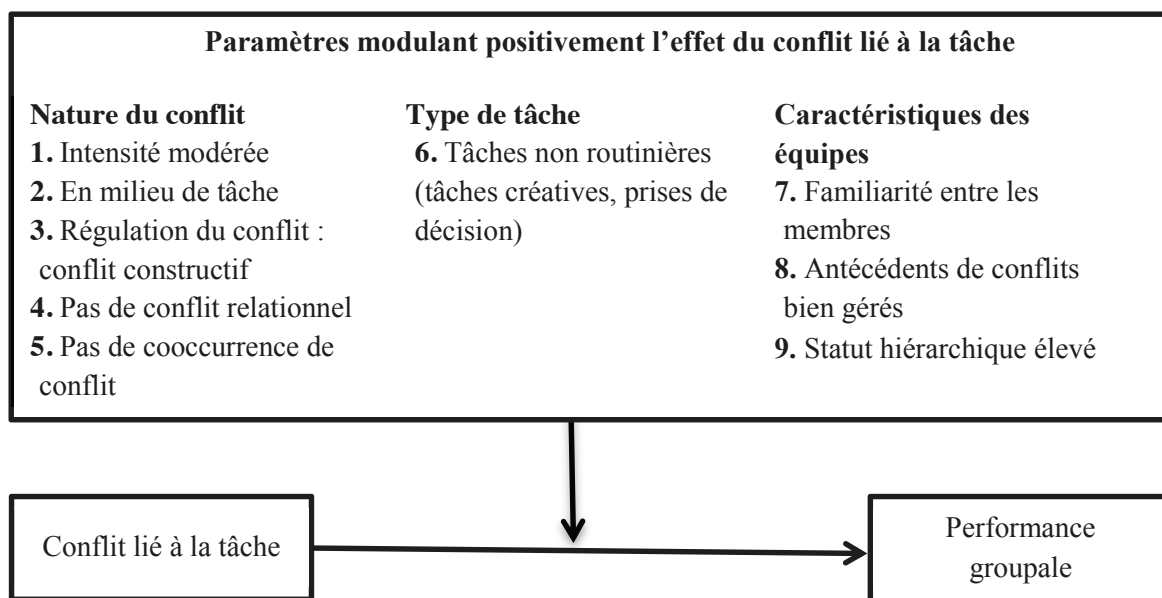 Paramètres modulant positivement l’effet du conflit lié à la tâche
Nature du conflit
1. Intensité modérée
2. En milieu de tâche
3. Régulation du conflit :
conflit constructif
4. Pas de conflit relationnel
5. Pas de cooccurrence de
conflit
Type de tâche
6. Tâches non routinières
(tâches créatives, prises de
décision)
Caractéristiques des
équipes
7. Familiarité entre les
membres
8. Antécédents de conflits
bien gérés
9. Statut hiérarchique élevé
Conflit lié à la tâche
Performance
groupale